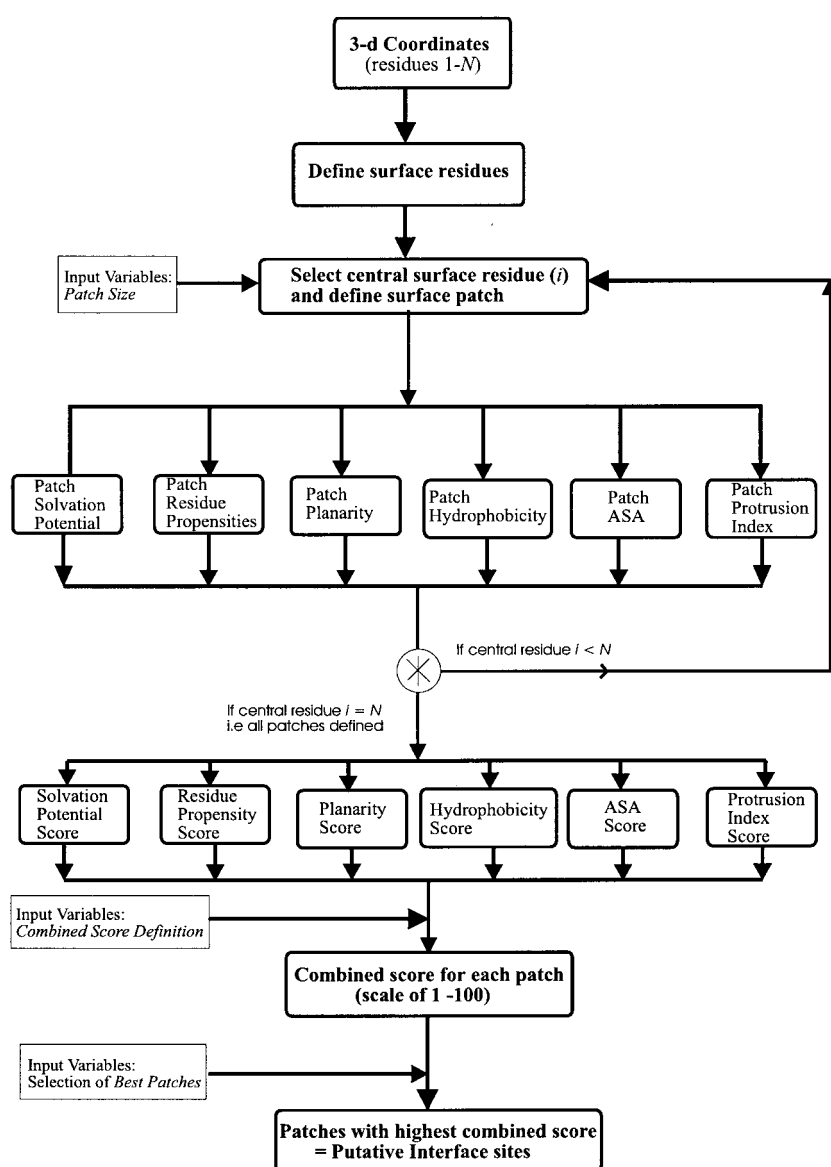 3-d Coordinates
(residues 1-N)
Define surface residues
Input Variables:
Patch Size
Select central surface residue (i)
and define surface patch
Patch
Solvation
Potential
Patch
Residue
Propensities
Patch
Planarity
Patch
Hydrophobicity
Patch
ASA
Patch
Protrusion
Index
If central residue i < N
If central residue i = N
i.e all patches defined
Solvation
Potential
Score
Residue
Propensity
Score
Planarity
Score
Hydrophobicity
Score
ASA
Score
Protrusion
Index
Score
Input Variables:
Combined Score Definition
Combined score for each patch
(scale of 1 -100)
Input Variables:
Selection of Best Patches
Patches with highest combined score
= Putative Interface sites